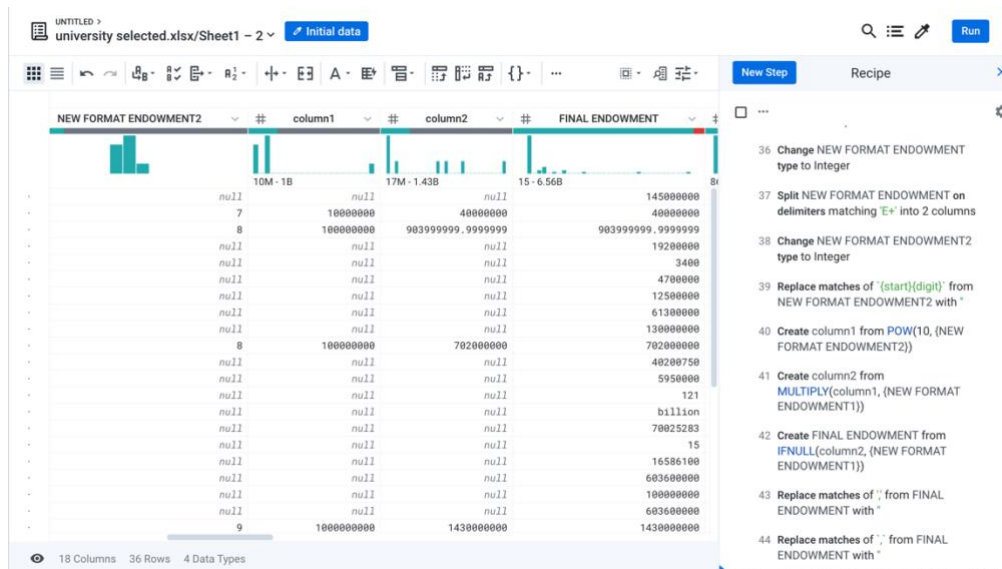 UNTITLED >
university selected.xlsx/Sheet1 – 2
Initial data
Run
New Step
Recipe
NEW FORMAT ENDOWMENT2 # column1 # column2 # FINAL ENDOWMENT #
10M - 1B 17M - 1.43B 15 - 6.56B
null null null 145000000
7 10000000 40000000 40000000
8 100000000 903999999.9999999 903999999.9999999
null null null 19200000
null null null 3400
null null null 4700000
null null null 12500000
null null null 61300000
null null null 130000000
8 100000000 702000000 702000000
null null null 40200750
null null null 5950000
null null null 121
null null null billion
null null null 70025283
null null null 15
null null null 16586100
null null null 603600000
null null null 100000000
null null null 603600000
9 1000000000 1430000000 1430000000
18 Columns 36 Rows 4 Data Types
36 Change NEW FORMAT ENDOWMENT
type to Integer
37 Split NEW FORMAT ENDOWMENT on
delimiters matching 'E+' into 2 columns
38 Change NEW FORMAT ENDOWMENT2
type to Integer
39 Replace matches of `{start}{digit}` from
NEW FORMAT ENDOWMENT2 with ''
40 Create column1 from POW(10, {NEW
FORMAT ENDOWMENT2})
41 Create column2 from
MULTIPLY(column1, {NEW FORMAT
ENDOWMENT1})
42 Create FINAL ENDOWMENT from
IFNULL(column2, {NEW FORMAT
ENDOWMENT1})
43 Replace matches of ',' from FINAL
ENDOWMENT with ''
44 Replace matches of `,` from FINAL
ENDOWMENT with ''